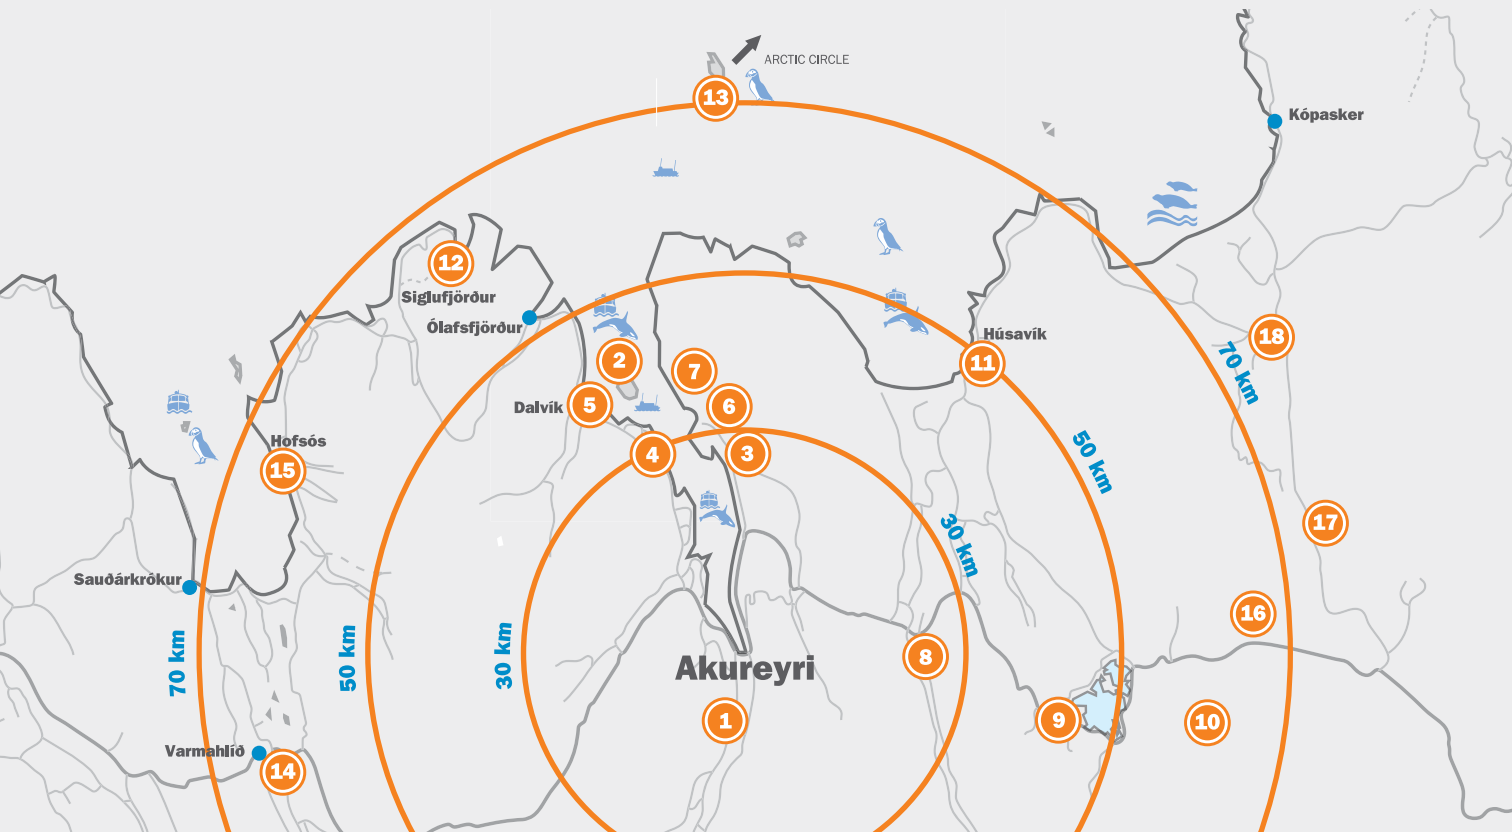 13
ARCTIC CIRCLE
Kópasker
12
Siglufjörður
Ólafsfjörður
Húsavík
11
18
70 km
2
7
Dalvík
5
6
Hofsós
15
4
3
50 km
17
30 km
Sauðárkrókur
16
70 km
50 km
30 km
Akureyri
8
1
9
10
Varmahlíð
14